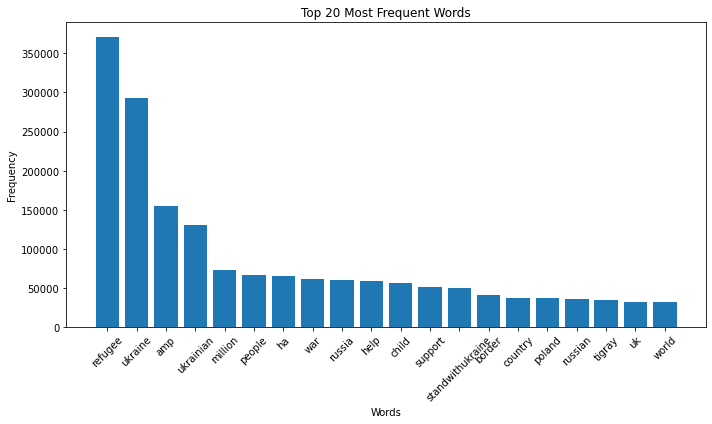 Top 20 Most Frequent Words
Frequency
350000
300000
250000
200000
150000
100000
50000
0
refugee
ukraine
amp
ukrainian
million
people
ha
war
russia
help
child
support
standwithukraine
border
country
poland
russian
tigray
uk
world
Words